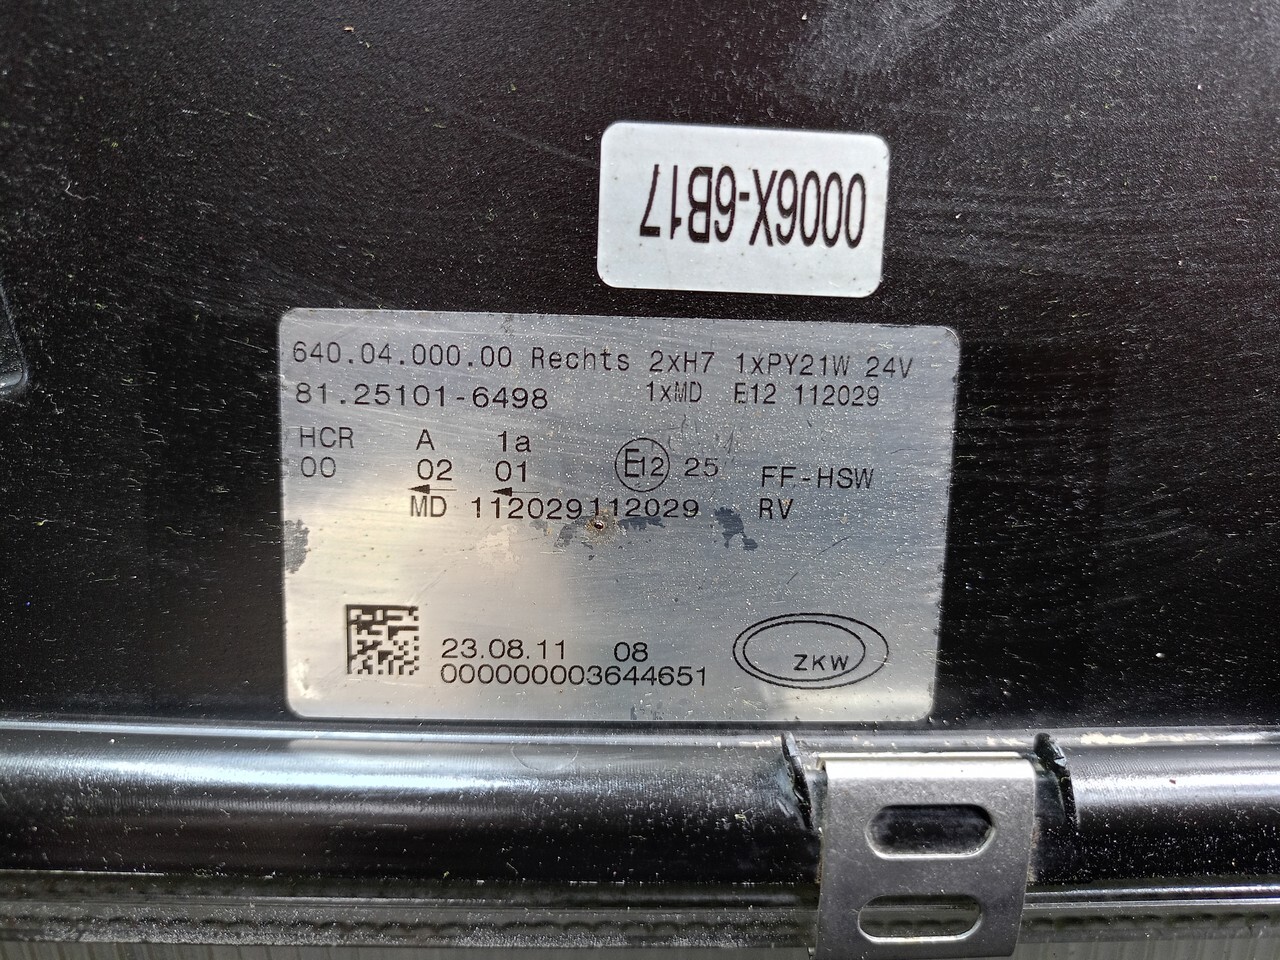 0006X-6B17
640.04.000.00 Rechts 2xH7 1xPY21W 24V
81.25101-6498 1xMD E12 112029
HCR A 1a
00 02 01 E12 25 FF-HSW
MD 112029112029 RV
23.08.11 08
000000003644651
ZKW